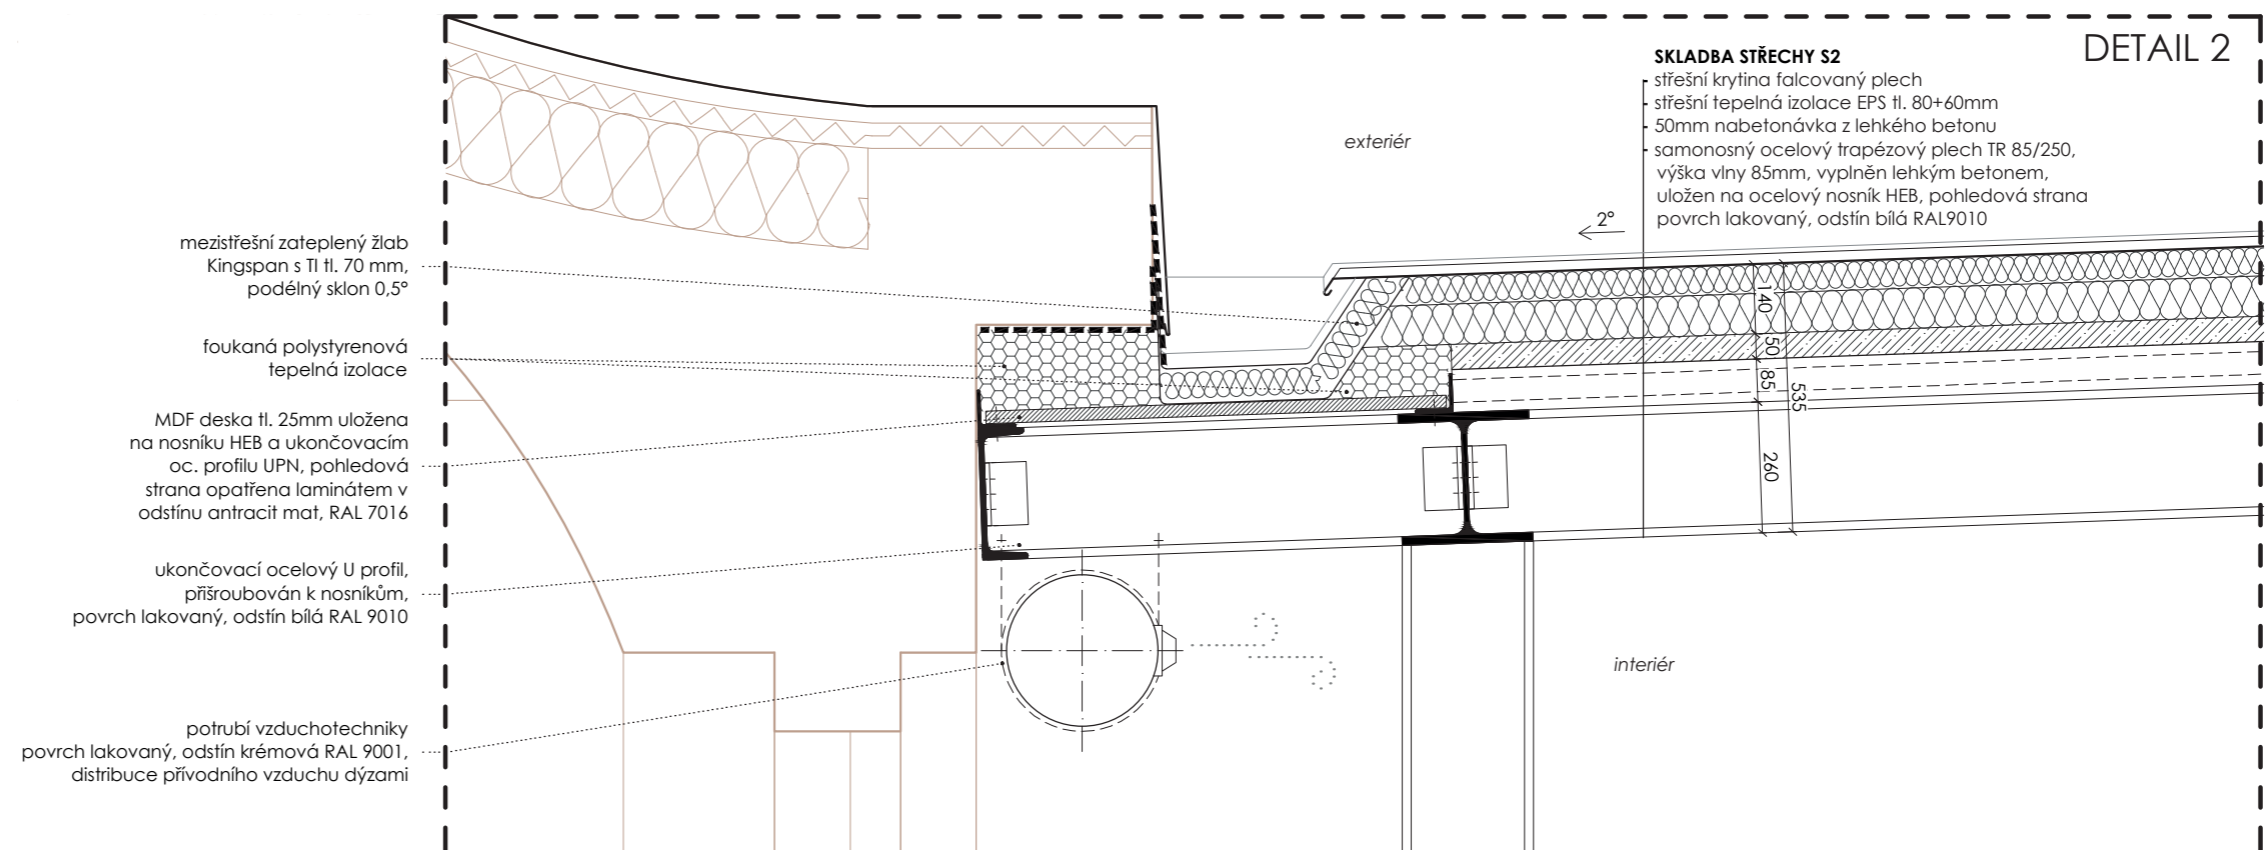 DETAIL 2
SKLADBA STŘECHY S2
střešní krytina falcovaný plech
střešní tepelná izolace EPS tl. 80+60mm
50mm nabetonávka z lehkého betonu
samonosný ocelový trapézový plech TR 85/250,
výška vlny 85mm, vyplněn lehkým betonem,
uložen na ocelový nosník HEB, pohledová strana
povrch lakovaný, odstín bílá RAL9010
exteriér
2°
mezistřešní zateplený žlab
Kingspan s TI tl. 70 mm,
podélný sklon 0,5°
foukaná polystyrenová
tepelná izolace
MDF deska tl. 25mm uložena
na nosníku HEB a ukončovacím
oc. profilu UPN, pohledová
strana opatřena laminátem v
odstínu antracit mat, RAL 7016
ukončovací ocelový U profil,
přišroubován k nosníkům,
povrch lakovaný, odstín bílá RAL 9010
potrubí vzduchotechniky
povrch lakovaný, odstín krémová RAL 9001,
distribuce přívodního vzduchu dýzami
140
50
85
535
260
interiér